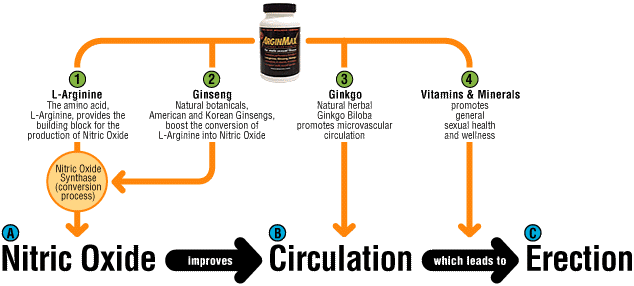 ARGINMAX
1
L-Arginine
The amino acid,
L-Arginine, provides the
building block for the
production of Nitric Oxide
2
Ginseng
Natural botanicals,
American and Korean Ginsengs,
boost the conversion of
L-Arginine into Nitric Oxide
3
Ginkgo
Natural herbal
Ginkgo Biloba
promotes microvascular
circulation
4
Vitamins & Minerals
promotes
general
sexual health
and wellness
Nitric Oxide
Synthase
(conversion
process)
A
Nitric Oxide
Improves
B
Circulation
which leads to
C
Erection